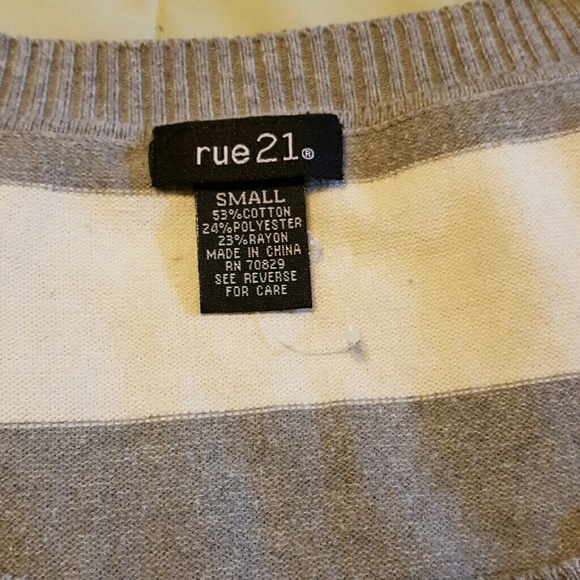 rue21®
SMALL
53%COTTON
24%POLYESTER
23%RAYON
MADE IN CHINA
RN 70829
SEE REVERSE
FOR CARE